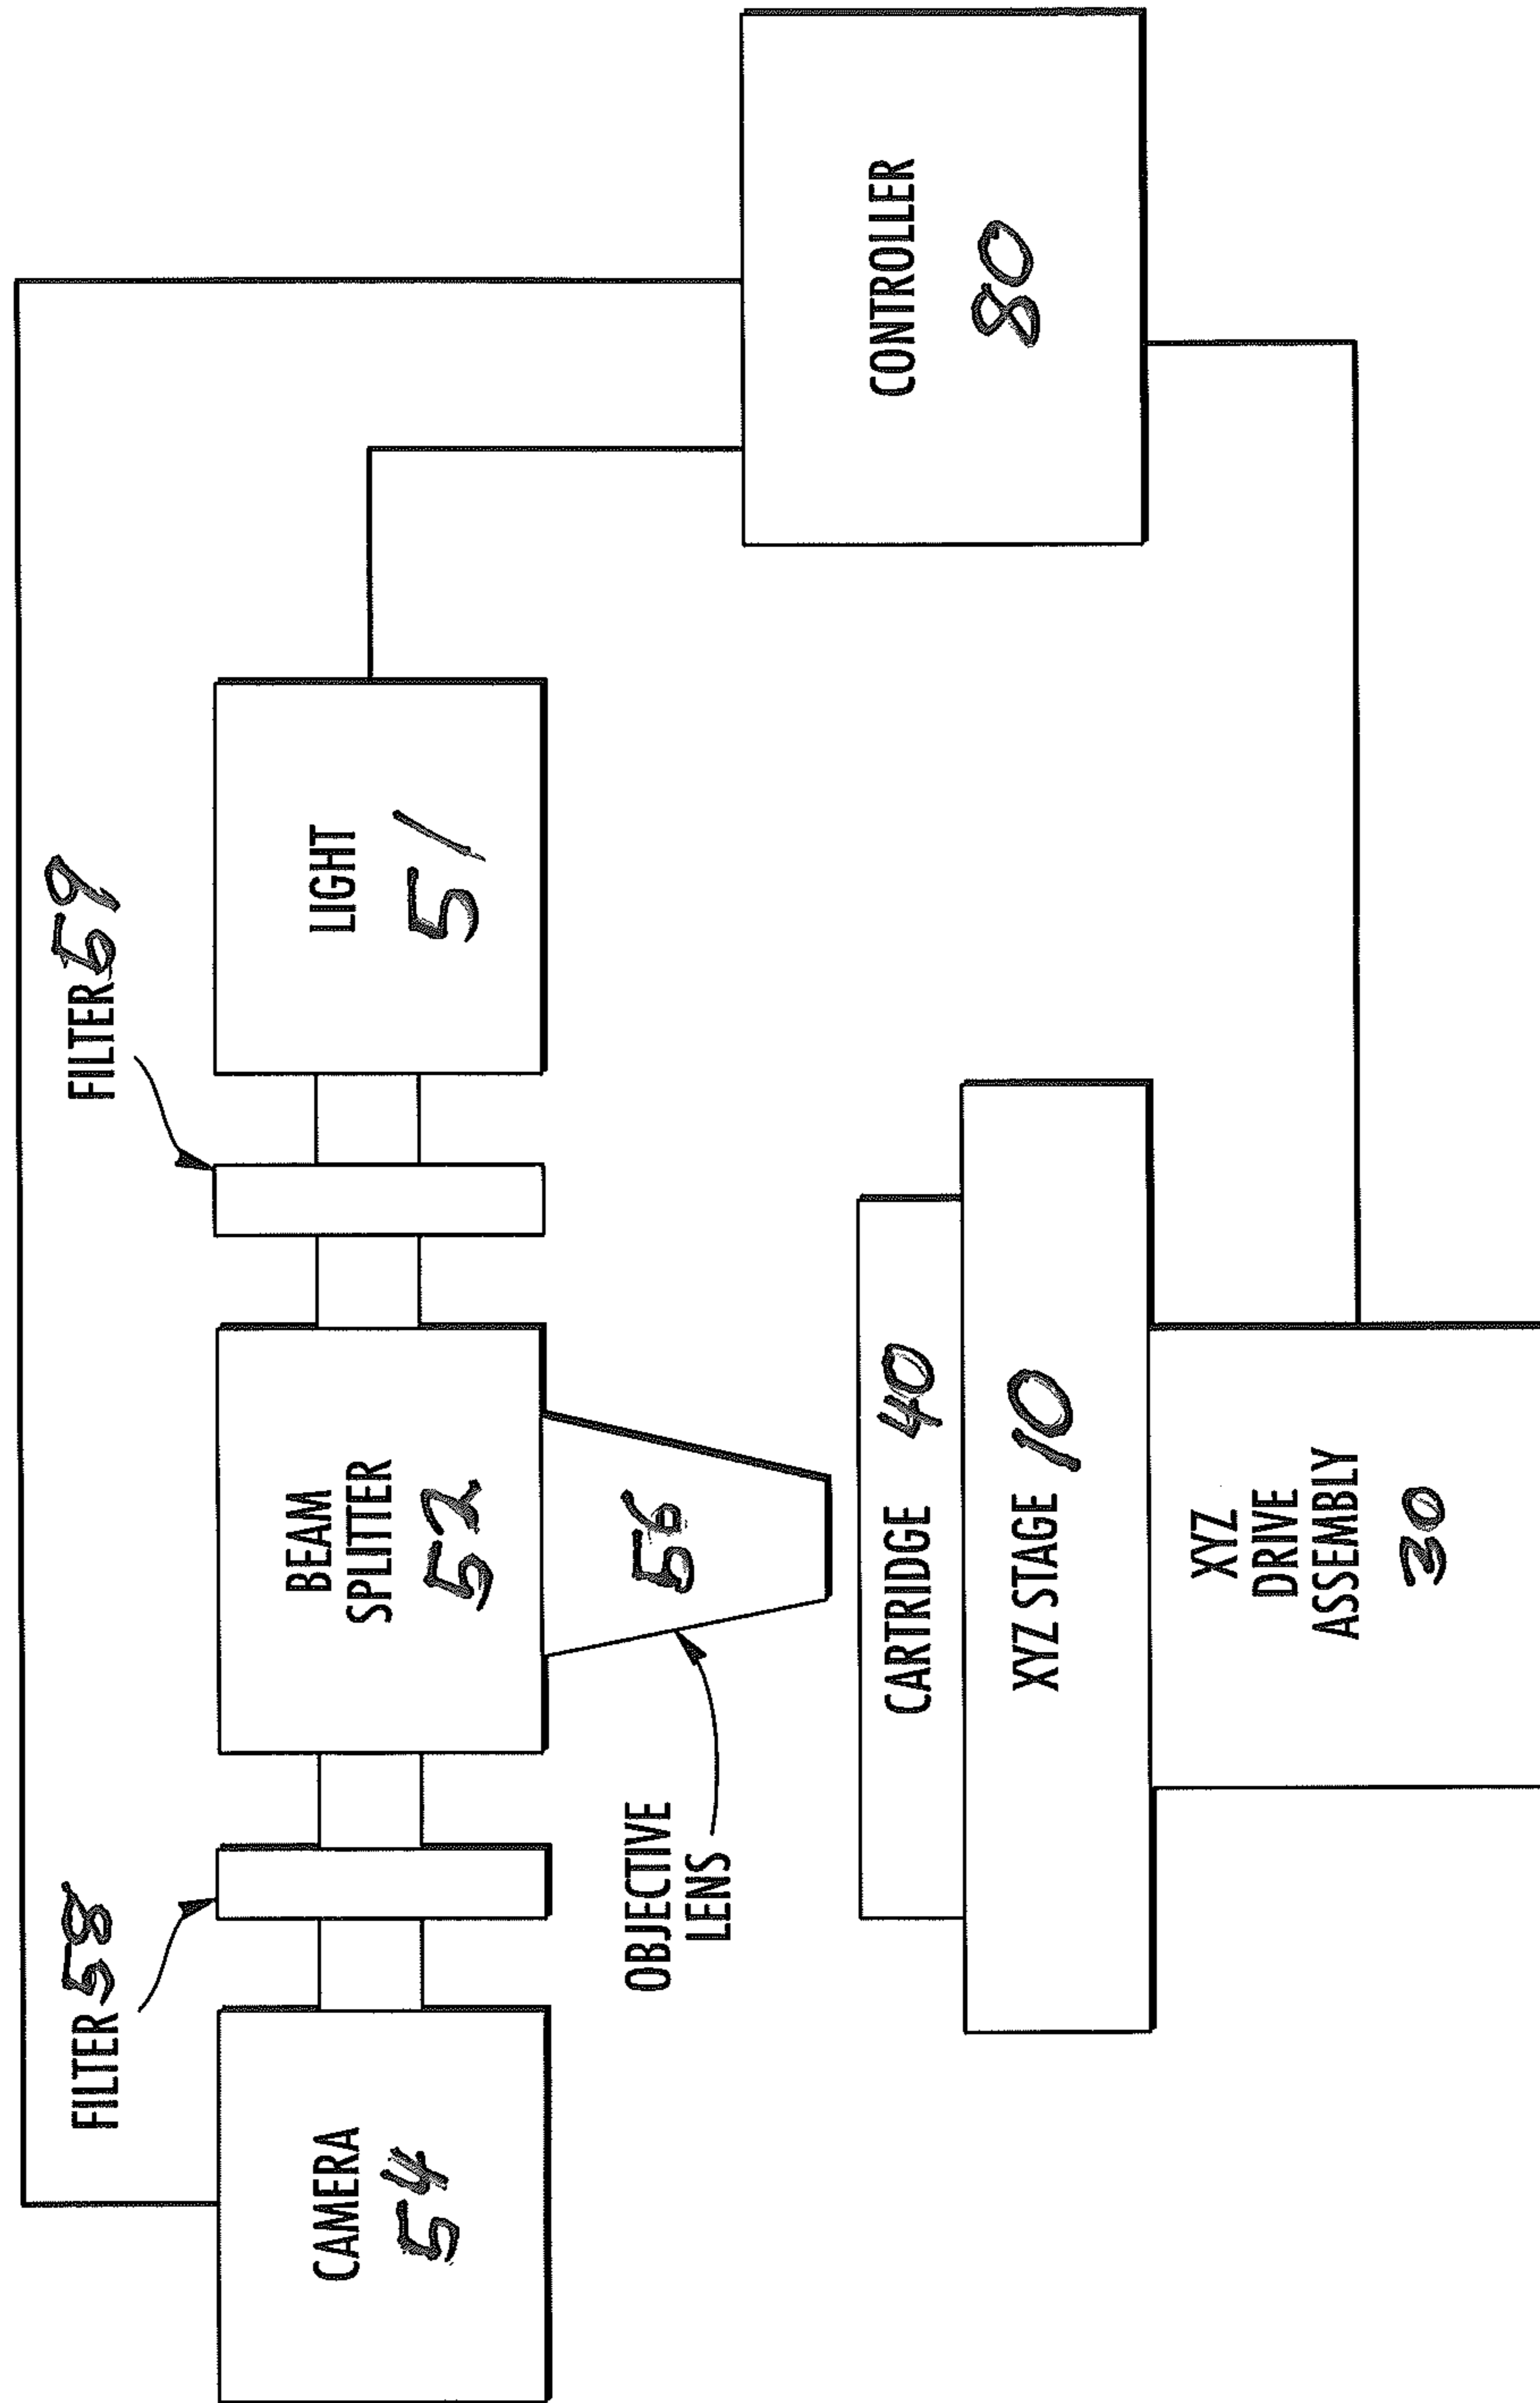 FILTER 58
FILTER 59
CAMERA
54
BEAM
SPLITTER
52
LIGHT
51
OBJECTIVE
LENS
56
CONTROLLER
80
CARTRIDGE 40
XYZ STAGE 10
XYZ
DRIVE
ASSEMBLY
30